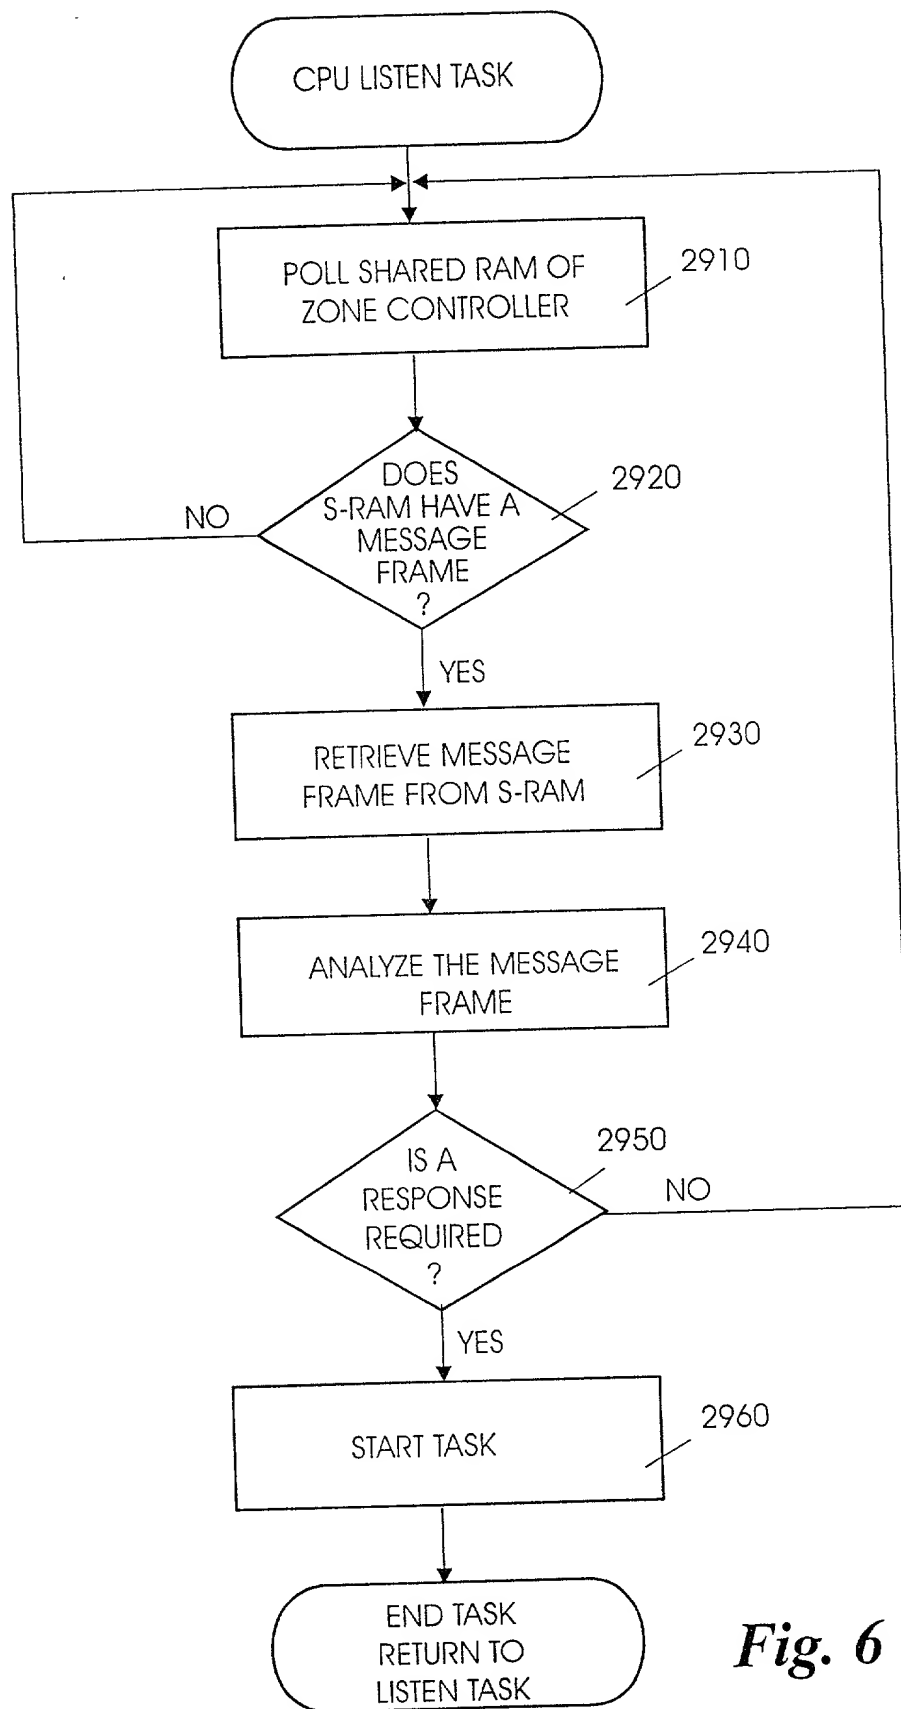 CPU LISTEN TASK
POLL SHARED RAM OF
ZONE CONTROLLER
2910
DOES
S-RAM HAVE A
MESSAGE
FRAME
?
2920
NO
YES
RETRIEVE MESSAGE
FRAME FROM S-RAM
2930
ANALYZE THE MESSAGE
FRAME
2940
IS A
RESPONSE
REQUIRED
?
2950
NO
YES
START TASK
2960
END TASK
RETURN TO
LISTEN TASK
Fig. 6